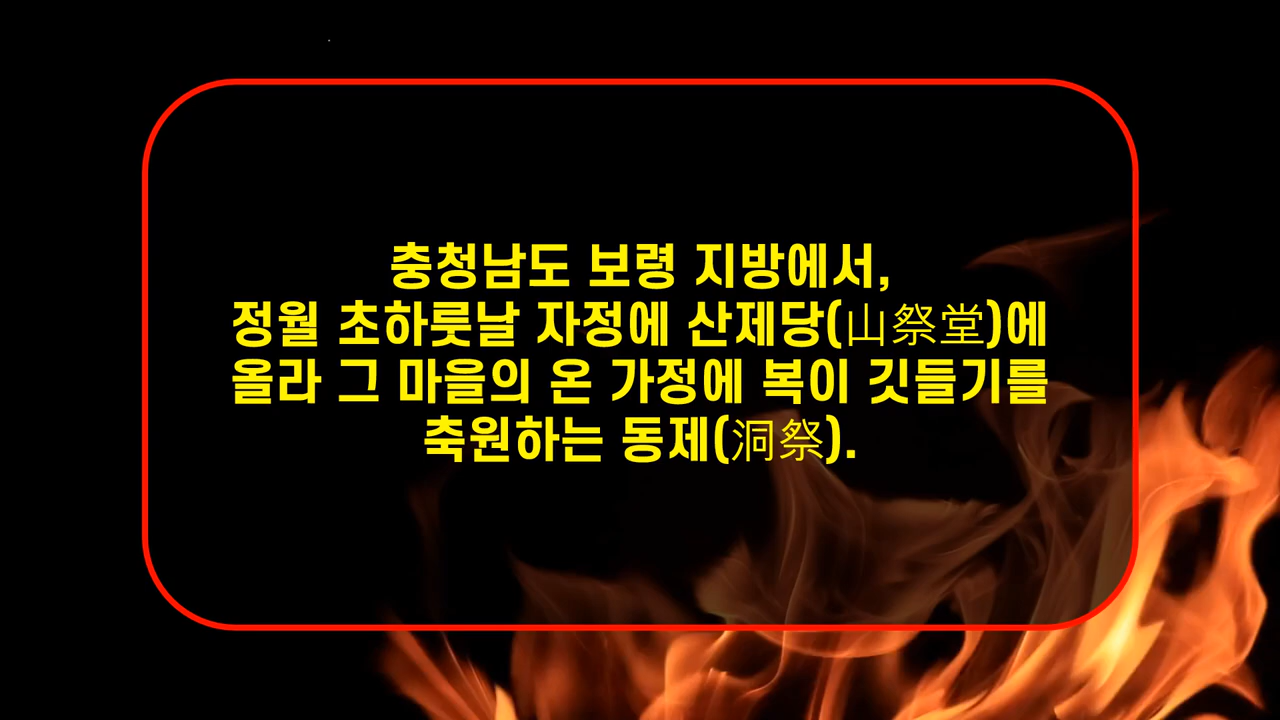 충청남도 보령 지방에서,
정월 초하룻날 자정에 산제당(山祭堂)에
올라 그 마을의 온 가정에 복이 깃들기를
축원하는 동제(洞祭).